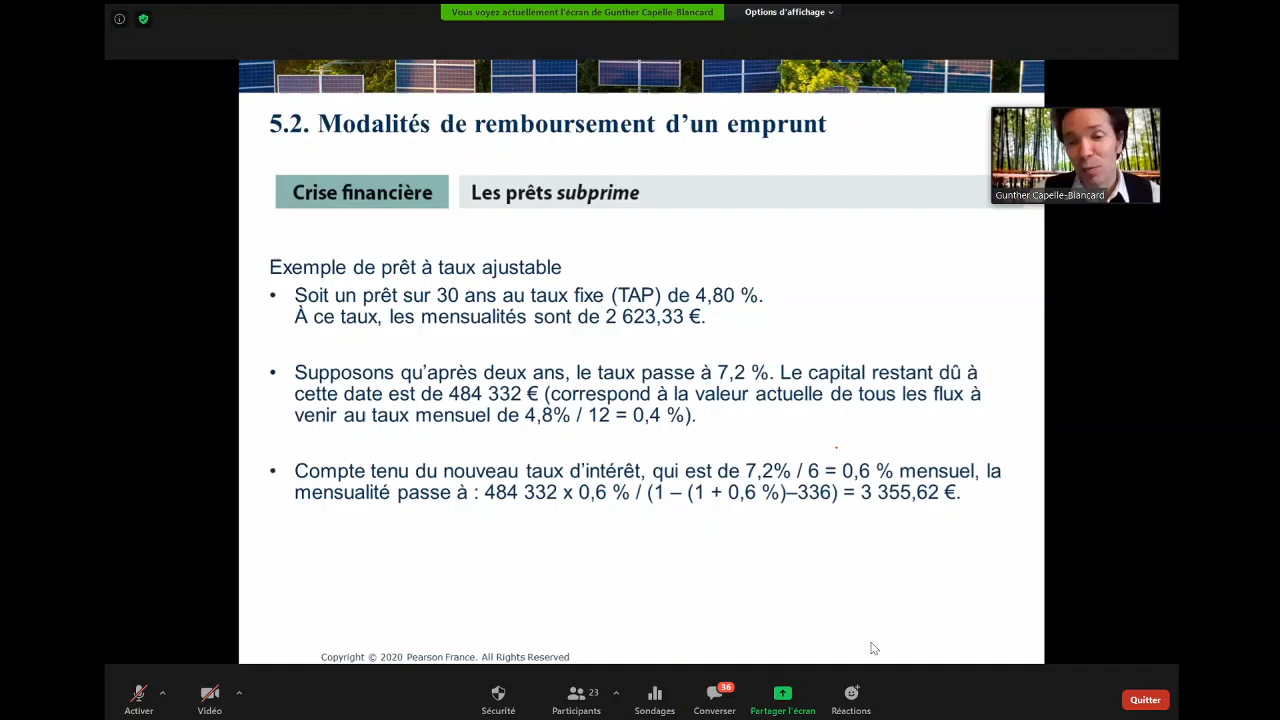 Vous voyez actuellement l'écran de Gunther Capelle-Blancard
Options d'affichage
5.2. Modalités de remboursement d'un emprunt
Crise financière
Les prêts subprime
Gunther Capelle-Blancard
Exemple de prêt à taux ajustable
• Soit un prêt sur 30 ans au taux fixe (TAP) de 4,80 %.
À ce taux, les mensualités sont de 2 623,33 €.
• Supposons qu'après deux ans, le taux passe à 7,2 %. Le capital restant dû à
cette date est de 484 332 € (correspond à la valeur actuelle de tous les flux à
venir au taux mensuel de 4,8% / 12 = 0,4 %).
• Compte tenu du nouveau taux d'intérêt, qui est de 7,2% / 6 = 0,6 % mensuel, la
mensualité passe à : 484 332 x 0,6 % / (1 – (1 + 0,6 %)–336) = 3 355,62 €.
Copyright © 2020 Pearson France. All Rights Reserved
Activer
Vidéo
Sécurité
23
Participants
Sondages
36
Converser
Partager l'écran
Réactions
Quitter